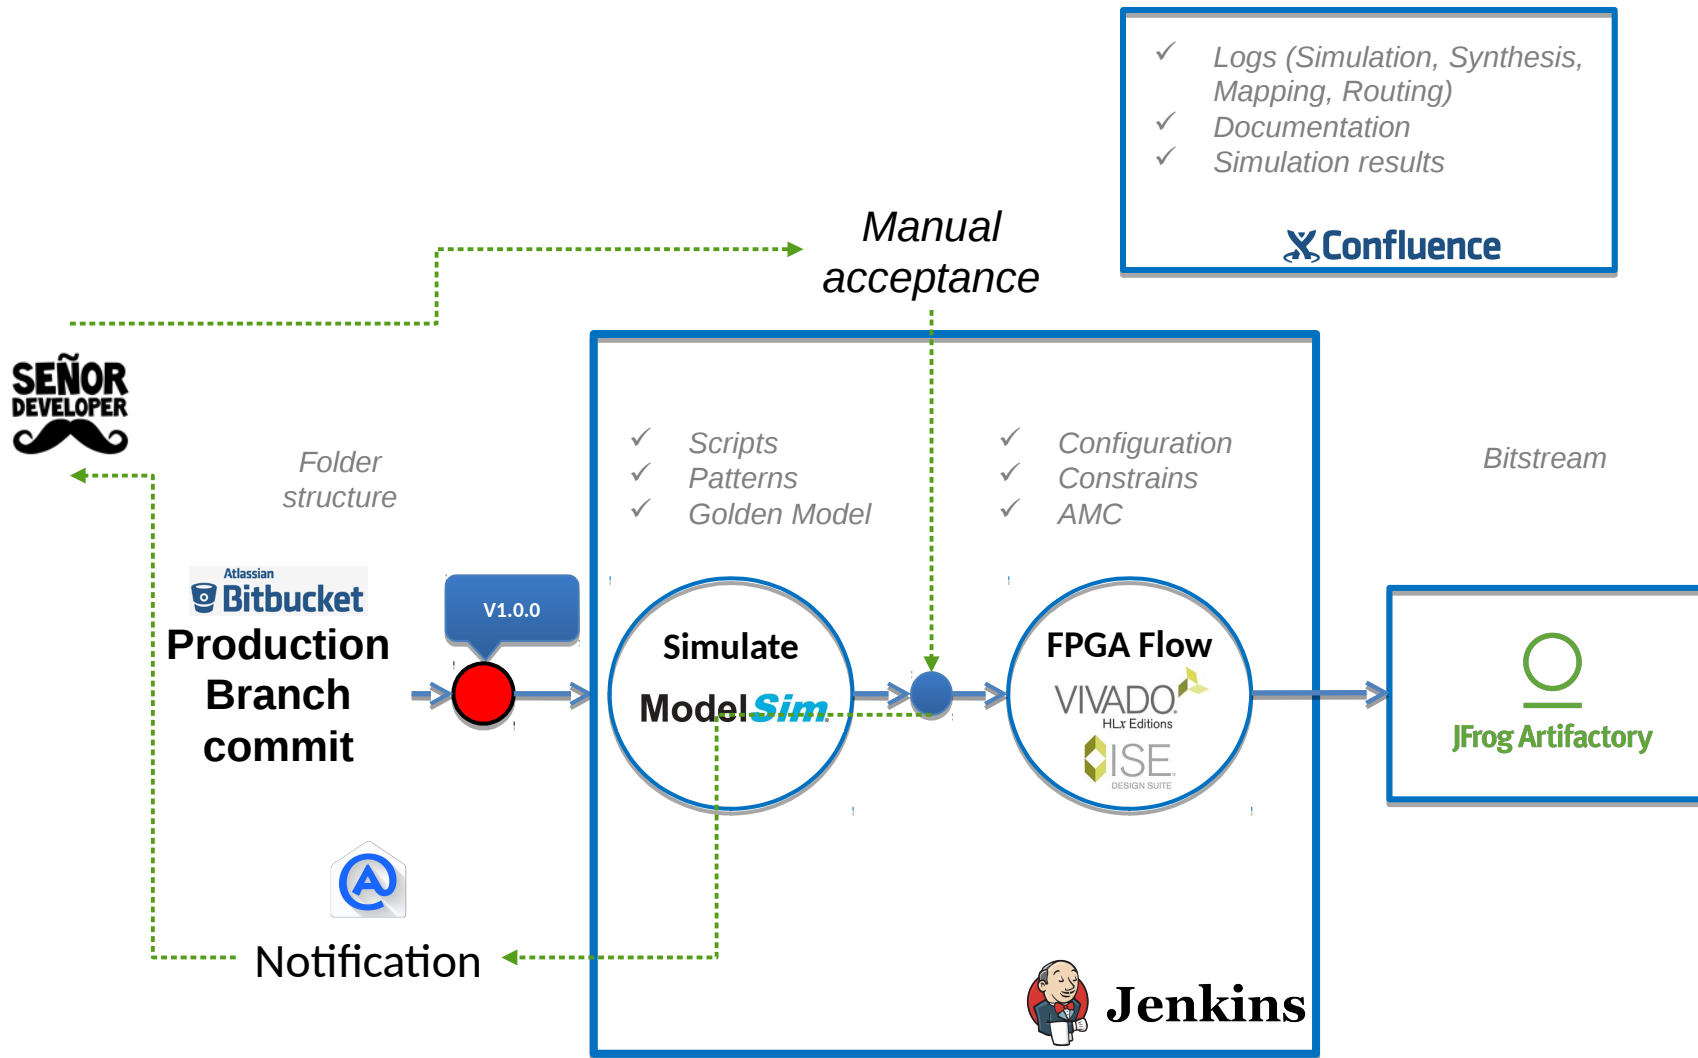 Logs (Simulation, Synthesis,
Mapping, Routing)
Documentation
Simulation results
Confluence
Manual
acceptance
SEÑOR
DEVELOPER
Folder
structure
Scripts
Patterns
Golden Model
Configuration
Constrains
AMC
Bitstream
Atlassian
Bitbucket
Production
Branch
commit
V1.0.0
Simulate
ModelSim
FPGA Flow
VIVADO
HLx Editions
ISE
DESIGN SUITE
JFrog Artifactory
Notification
Jenkins